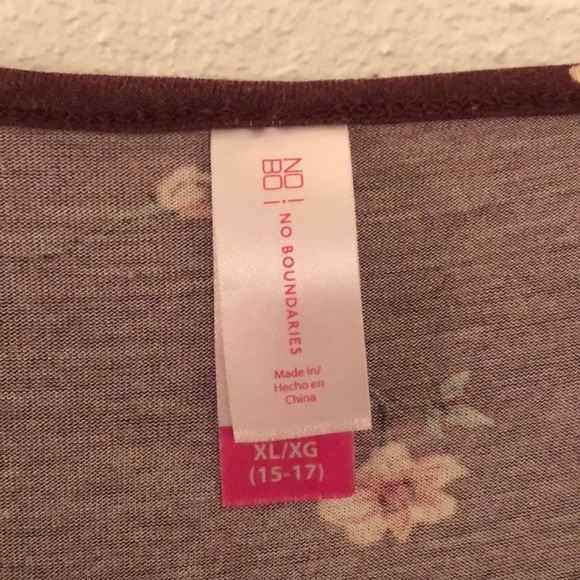 NO!
BO!
NO BOUNDARIES
Made in/
Hecho en
China
XL/XG
(15-17)